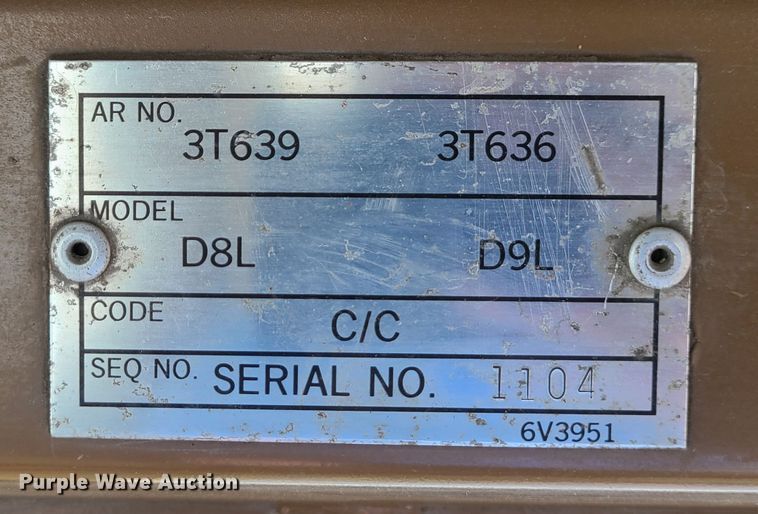 AR NO.
3T639 3T636
MODEL
D8L D9L
CODE
C/C
SEQ NO. SERIAL NO. 1104
6V3951
Purple Wave Auction